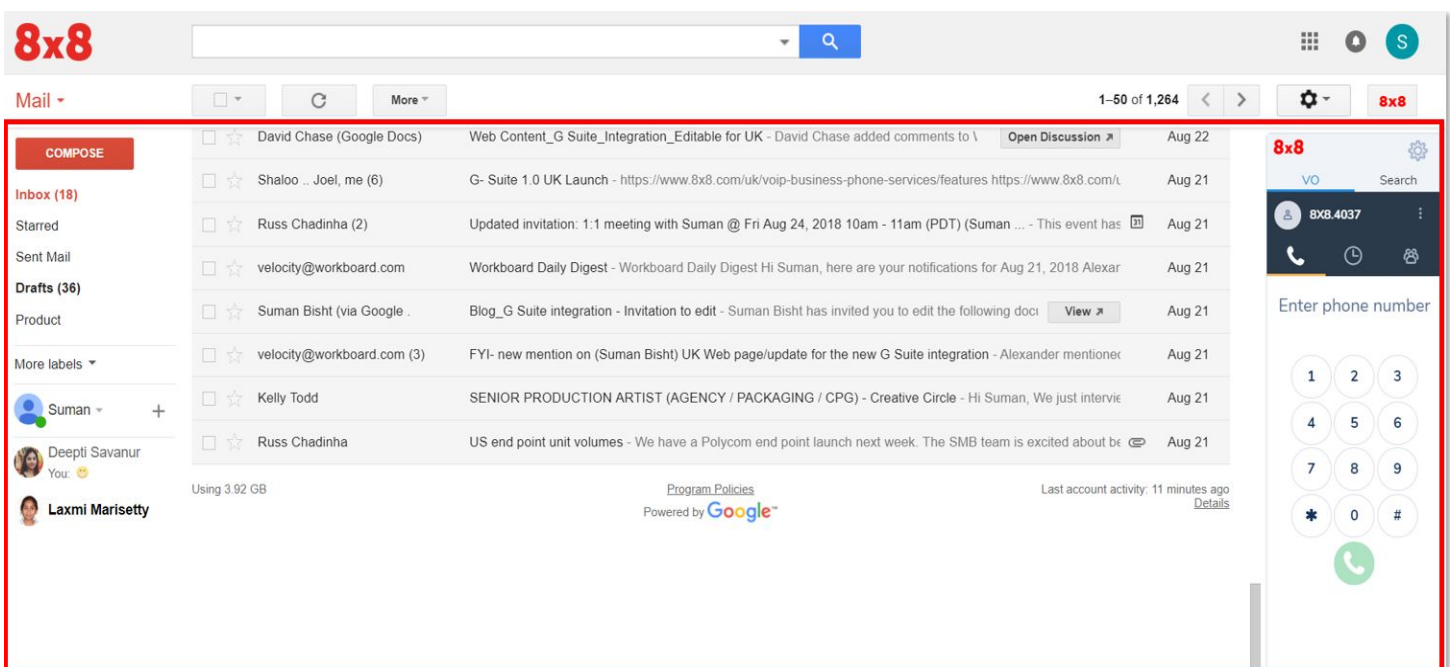 8x8
S
Mail
More
1–50 of 1,264
8x8
COMPOSE
Inbox (18)
Starred
Sent Mail
Drafts (36)
Product
More labels
Suman
Deepti Savanur
You:
Laxmi Marisetty
David Chase (Google Docs) Web Content_G Suite_Integration_Editable for UK - David Chase added comments to Open Discussion Aug 22
Shaloo .. Joel, me (6) G- Suite 1.0 UK Launch - https://www.8x8.com/uk/voip-business-phone-services/features https://www.8x8.com/u Aug 21
Russ Chadinha (2) Updated invitation: 1:1 meeting with Suman @ Fri Aug 24, 2018 10am - 11am (PDT) (Suman ... - This event has 31 Aug 21
velocity@workboard.com Workboard Daily Digest - Workboard Daily Digest Hi Suman, here are your notifications for Aug 21, 2018 Alexar Aug 21
Suman Bisht (via Google . Blog_G Suite integration - Invitation to edit - Suman Bisht has invited you to edit the following docu View Aug 21
velocity@workboard.com (3) FYI- new mention on (Suman Bisht) UK Web page/update for the new G Suite integration - Alexander mentioned Aug 21
Kelly Todd SENIOR PRODUCTION ARTIST (AGENCY / PACKAGING / CPG) - Creative Circle - Hi Suman, We just intervie Aug 21
Russ Chadinha US end point unit volumes - We have a Polycom end point launch next week. The SMB team is excited about be Aug 21
Using 3.92 GB Program Policies Last account activity: 11 minutes ago
Powered by Google™ Details
8x8
VO Search
8X8.4037
Enter phone number
1 2 3
4 5 6
7 8 9
* 0 #